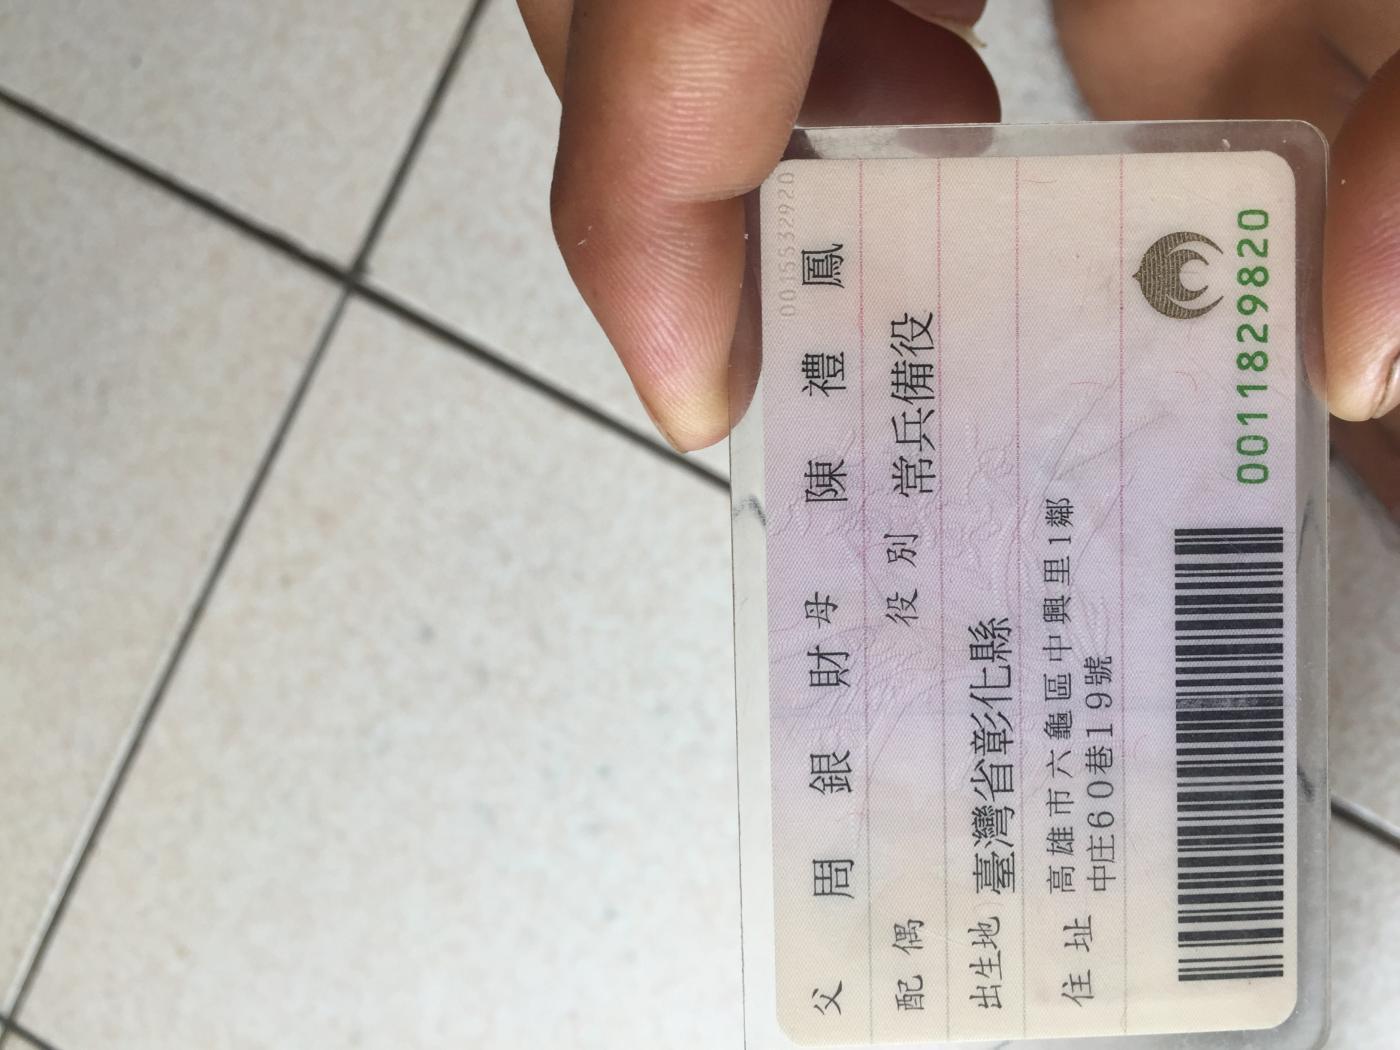 0015532920
父 周 銀 財 母 陳 禮 鳳
配 偶 役 別 常兵備役
出生地 臺灣省彰化縣
住 址 高雄市六龜區中興里1鄰
中庄60巷19號
0011829820